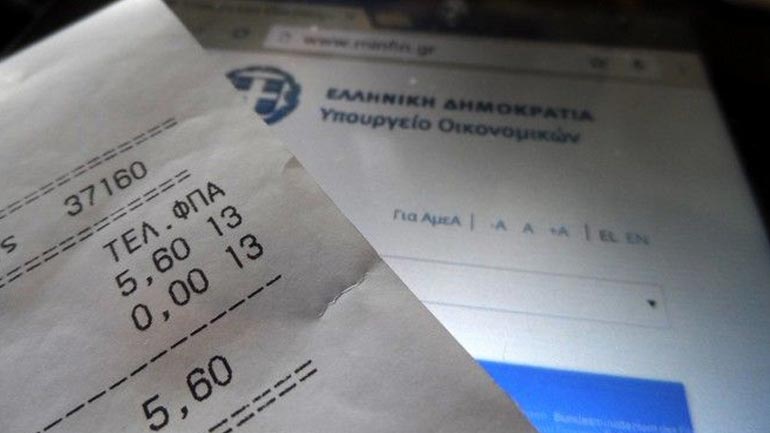 www.minfin.gr
ΕΛΛΗΝΙΚΗ ΔΗΜΟΚΡΑΤΙΑ
Υπουργείο Οικονομικών
Για ΑμεΑ | -A A +A | EL EN
S 37160
ΤΕΛ.ΦΠΑ
5,60 13
0,00 13
5,60